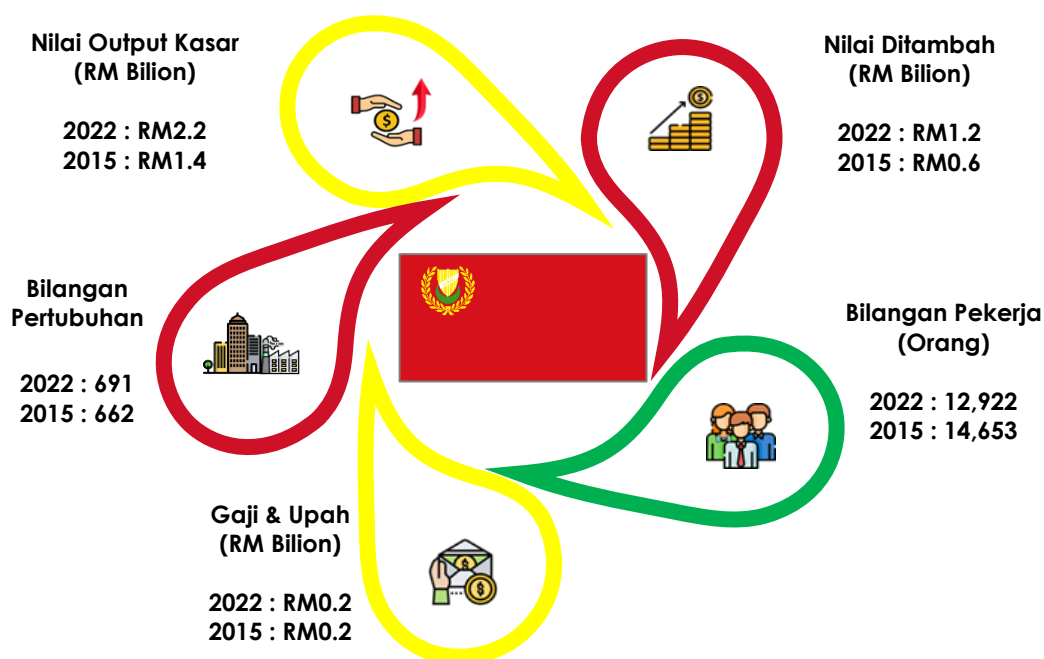 Nilai Output Kasar
(RM Bilion)
2022 : RM2.2
2015 : RM1.4
Nilai Ditambah
(RM Bilion)
2022 : RM1.2
2015 : RM0.6
Bilangan
Pertubuhan
2022 : 691
2015 : 662
Bilangan Pekerja
(Orang)
2022 : 12,922
2015 : 14,653
Gaji & Upah
(RM Bilion)
2022 : RM0.2
2015 : RM0.2